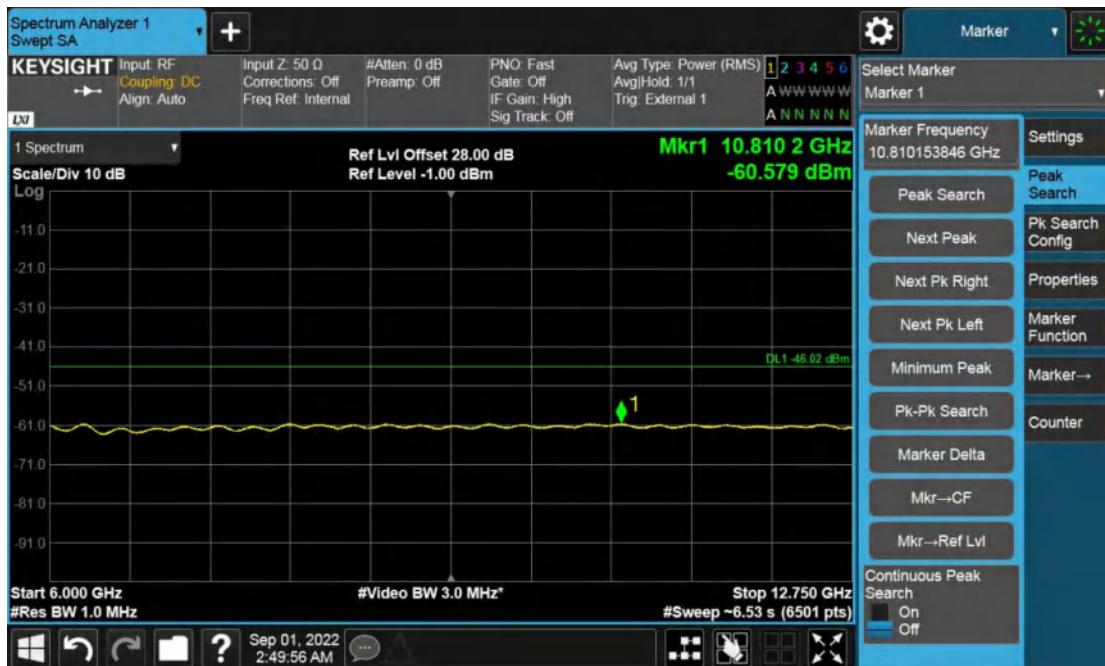 Spectrum Analyzer 1
Swept SA
+
Marker
KEYSIGHT
LXI
Input: RF
Coupling: DC
Align: Auto
Input Z: 50 Ω
Corrections: Off
Freq Ref: Internal
#Atten: 0 dB
Preamp: Off
PNO: Fast
Gate: Off
IF Gain: High
Sig Track: Off
Avg Type: Power (RMS)
Avg|Hold: 1/1
Trig: External 1
1 2 3 4 5 6
A W W W W W
A N N N N N
Select Marker
Marker 1
1 Spectrum
Scale/Div 10 dB
Log
Ref Lvl Offset 28.00 dB
Ref Level -1.00 dBm
Mkr1 10.810 2 GHz
-60.579 dBm
-11.0
-21.0
-31.0
-41.0
DL1 -46.02 dBm
-51.0
1
-61.0
-71.0
-81.0
-91.0
Start 6.000 GHz
#Res BW 1.0 MHz
#Video BW 3.0 MHz*
Stop 12.750 GHz
#Sweep ~6.53 s (6501 pts)
Marker Frequency
10.810153846 GHz
Peak Search
Next Peak
Next Pk Right
Next Pk Left
Minimum Peak
Pk-Pk Search
Marker Delta
Mkr→CF
Mkr→Ref Lvl
Continuous Peak
Search
On
Off
Settings
Peak
Search
Pk Search
Config
Properties
Marker
Function
Marker→
Counter
?
Sep 01, 2022
2:49:56 AM